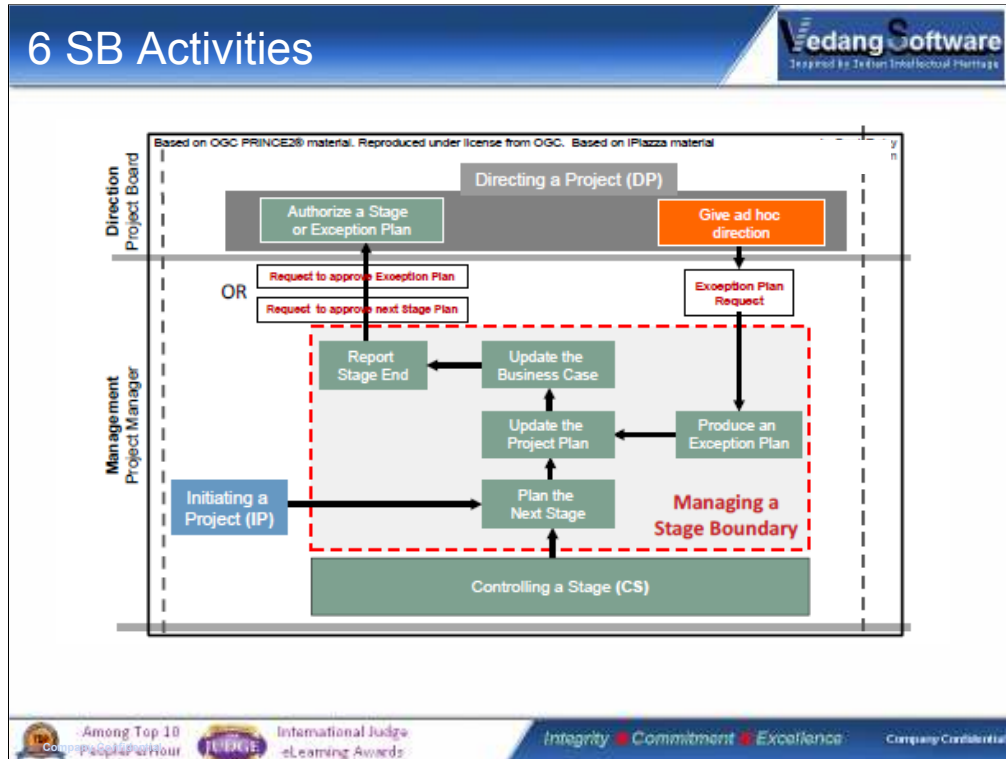 6 SB Activities
Vedang Software
Inspired by Indian Intellectual Heritage
Based on OGC PRINCE2® material. Reproduced under license from OGC. Based on iPlazza material
Direction
Project Board
Directing a Project (DP)
Authorize a Stage
or Exception Plan
Give ad hoc
direction
OR
Request to approve Exception Plan
Request to approve next Stage Plan
Exception Plan
Request
Management
Project Manager
Report
Stage End
Update the
Business Case
Update the
Project Plan
Produce an
Exception Plan
Initiating a
Project (IP)
Plan the
Next Stage
Managing a
Stage Boundary
Controlling a Stage (CS)
Among Top 10
PeoplePerHour
JUDGE
International Judge
eLearning Awards
Integrity Commitment Excellence
Company Confidential